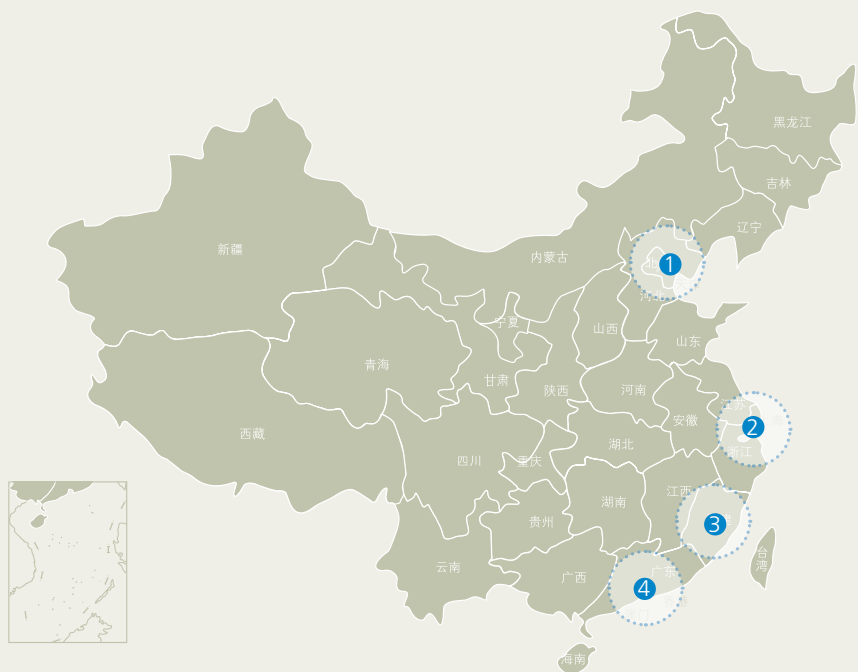 黑龙江
吉林
辽宁
新疆
内蒙古
1
北
河北
宁夏
山西
山东
青海
甘肃
陕西
河南
江苏
安徽
2
西藏
四川
重庆
湖北
浙江
江西
湖南
贵州
3
云南
广西
广东
台湾
4
海南